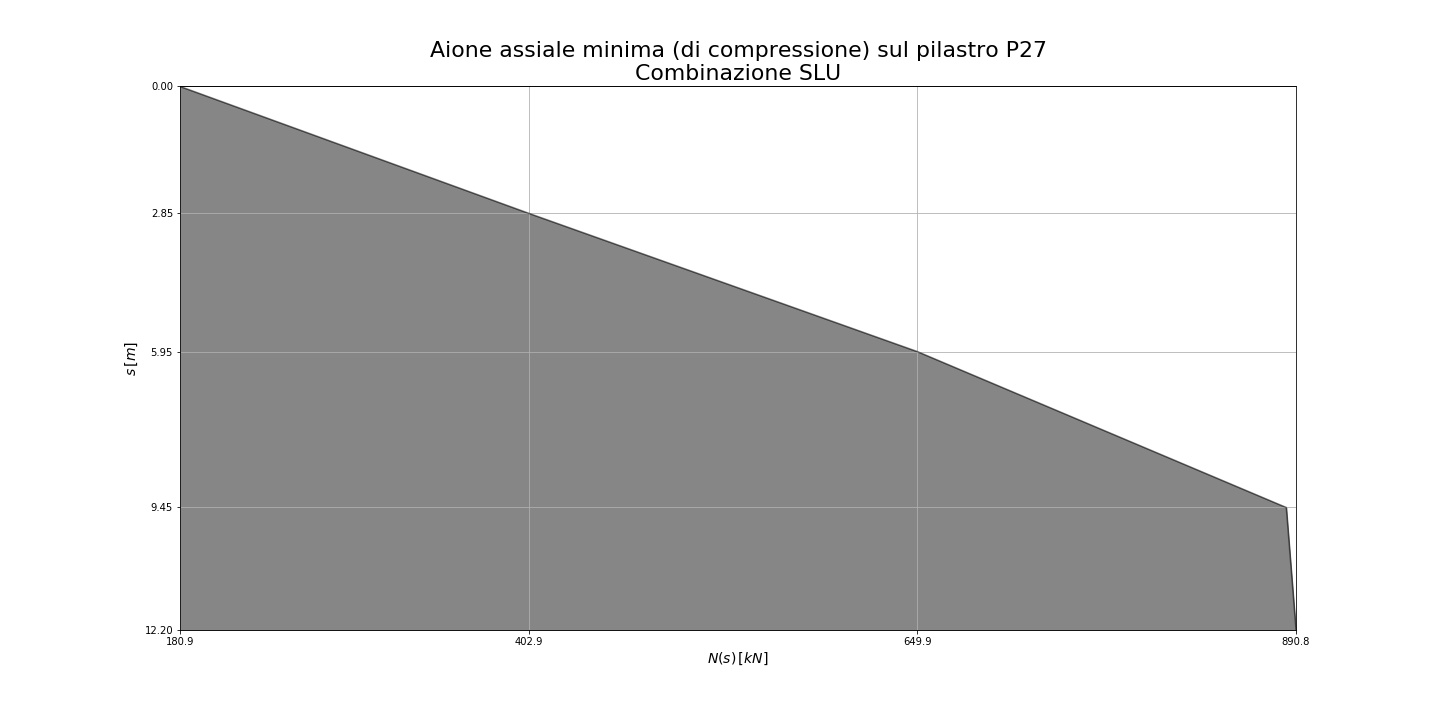 Aione assiale minima (di compressione) sul pilastro P27
Combinazione SLU
0.00
2.85
5.95
9.45
12.20
s [m]
180.9
402.9
649.9
890.8
N(s) [kN]